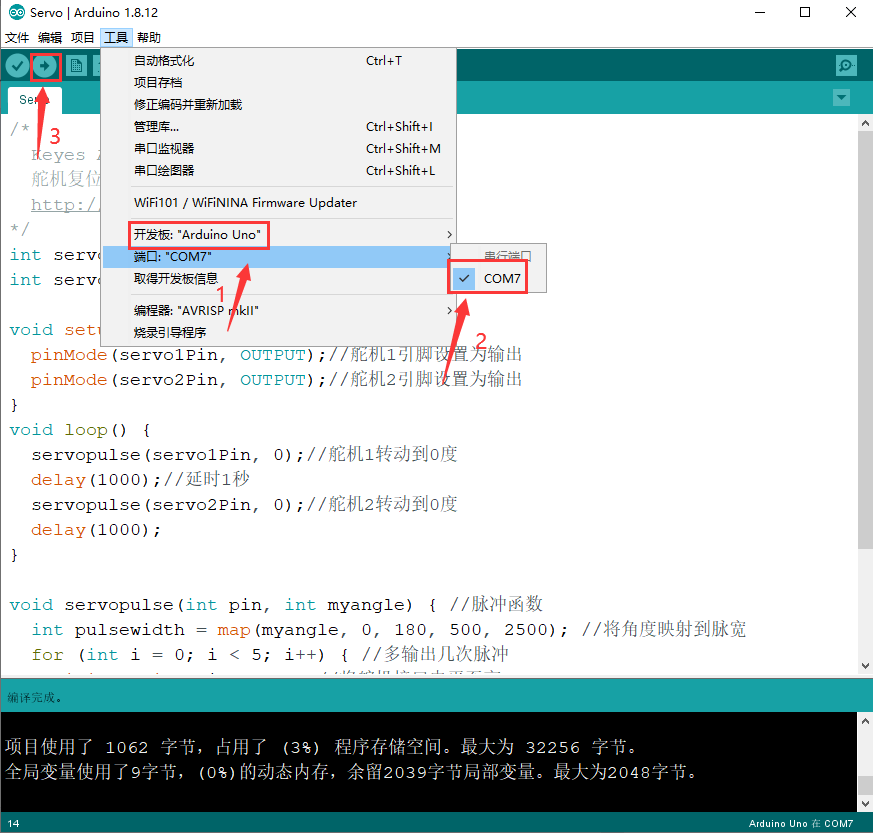 Servo | Arduino 1.8.12
文件 编辑 项目 工具 帮助
自动格式化 Ctrl+T
项目存档
修正编码并重新加载
管理库... Ctrl+Shift+I
串口监视器 Ctrl+Shift+M
串口绘图器 Ctrl+Shift+L
WiFi101 / WiFiNINA Firmware Updater
开发板: "Arduino Uno"
端口: "COM7"
取得开发板信息
编程器: "AVRISP mkII"
烧录引导程序
串行端口
COM7
1
2
3
/*
Keyes
舵机复位
http:/
*/
int serv
int serv
void setu
pinMode(servo1Pin, OUTPUT);//舵机1引脚设置为输出
pinMode(servo2Pin, OUTPUT);//舵机2引脚设置为输出
}
void loop() {
servopulse(servo1Pin, 0);//舵机1转动到0度
delay(1000);//延时1秒
servopulse(servo2Pin, 0);//舵机2转动到0度
delay(1000);
}
void servopulse(int pin, int myangle) { //脉冲函数
int pulsewidth = map(myangle, 0, 180, 500, 2500); //将角度映射到脉宽
for (int i = 0; i < 5; i++) { //多输出几次脉冲
编译完成。
项目使用了 1062 字节，占用了 (3%) 程序存储空间。最大为 32256 字节。
全局变量使用了9字节，(0%)的动态内存，余留2039字节局部变量。最大为2048字节。
14
Arduino Uno 在 COM7